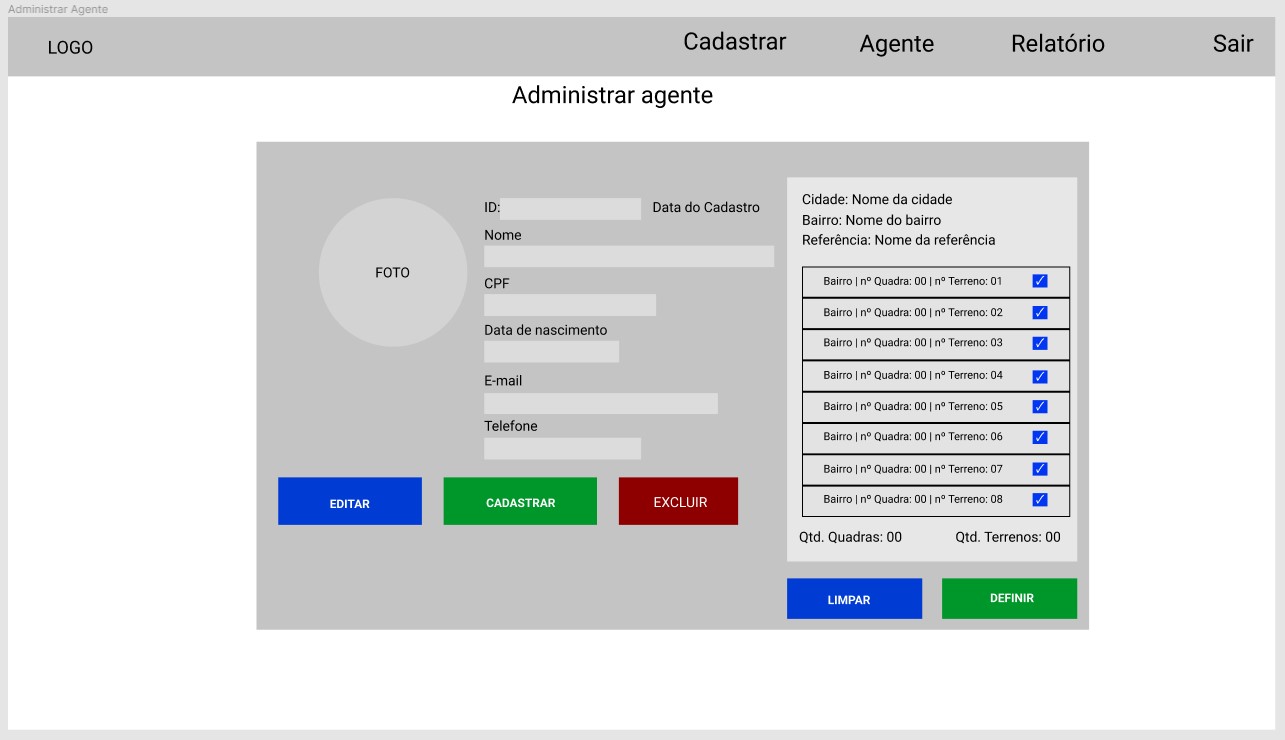 Administrar Agente
LOGO
Cadastrar
Agente
Relatório
Sair
Administrar agente
FOTO
ID:
Data do Cadastro
Nome
CPF
Data de nascimento
E-mail
Telefone
EDITAR
CADASTRAR
EXCLUIR
Cidade: Nome da cidade
Bairro: Nome do bairro
Referência: Nome da referência
Bairro | nº Quadra: 00 | nº Terreno: 01
Bairro | nº Quadra: 00 | nº Terreno: 02
Bairro | nº Quadra: 00 | nº Terreno: 03
Bairro | nº Quadra: 00 | nº Terreno: 04
Bairro | nº Quadra: 00 | nº Terreno: 05
Bairro | nº Quadra: 00 | nº Terreno: 06
Bairro | nº Quadra: 00 | nº Terreno: 07
Bairro | nº Quadra: 00 | nº Terreno: 08
Qtd. Quadras: 00
Qtd. Terrenos: 00
LIMPAR
DEFINIR